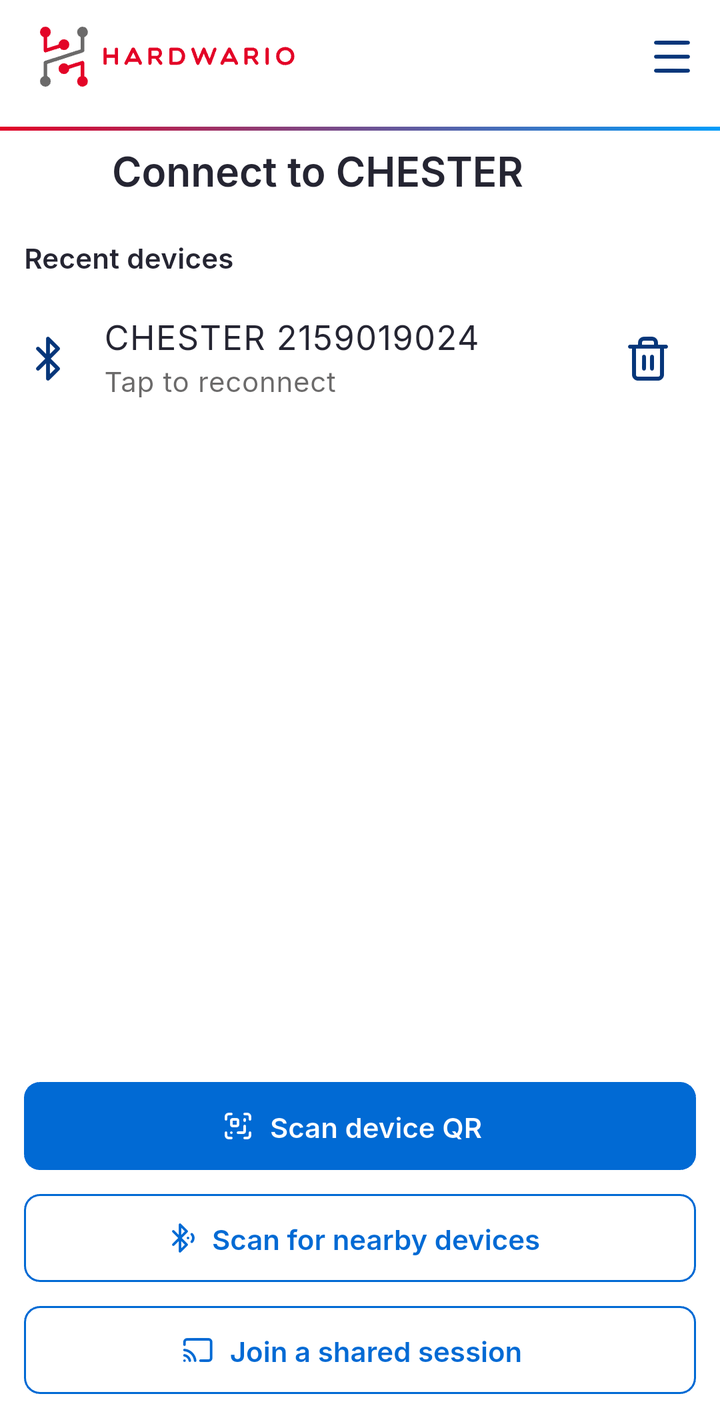 HARDWARIO
Connect to CHESTER
Recent devices
CHESTER 2159019024
Tap to reconnect
Scan device QR
Scan for nearby devices
Join a shared session